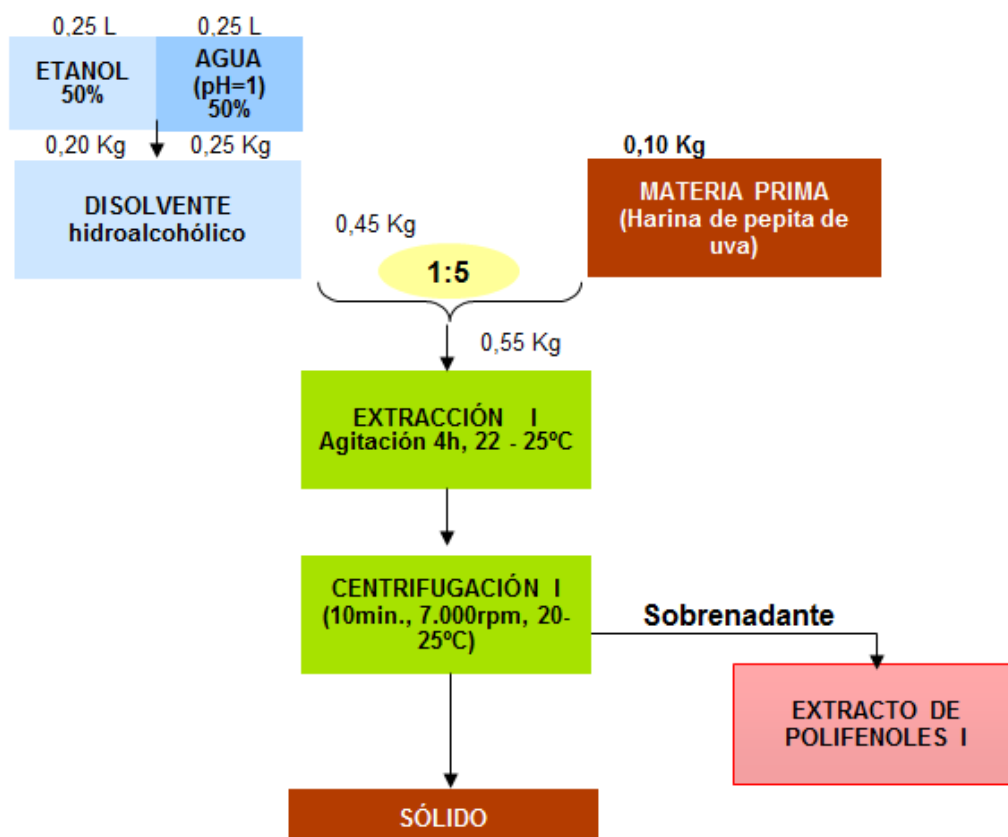 0,25 L
0,25 L
ETANOL
50%
AGUA
(pH=1)
50%
0,20 Kg
0,25 Kg
DISOLVENTE
hidroalcohólico
0,10 Kg
MATERIA PRIMA
(Harina de pepita de
uva)
0,45 Kg
1:5
0,55 Kg
EXTRACCIÓN I
Agitación 4h, 22 - 25ºC
CENTRIFUGACIÓN I
(10min., 7.000rpm, 20-
25ºC)
Sobrenadante
EXTRACTO DE
POLIFENOLES I
SÓLIDO